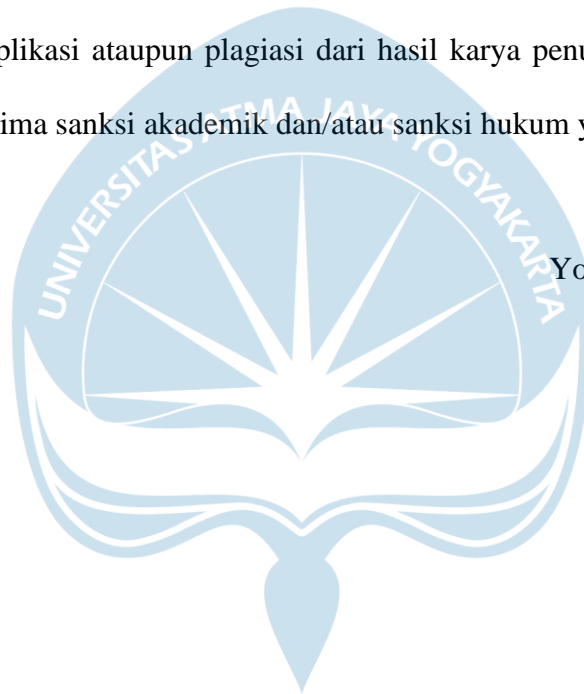 plikasi ataupun plagiasi dari hasil karya penu
ima sanksi akademik dan/atau sanksi hukum y
UNIVERSITAS ATMA JAYA YOGYAKARTA
Yo